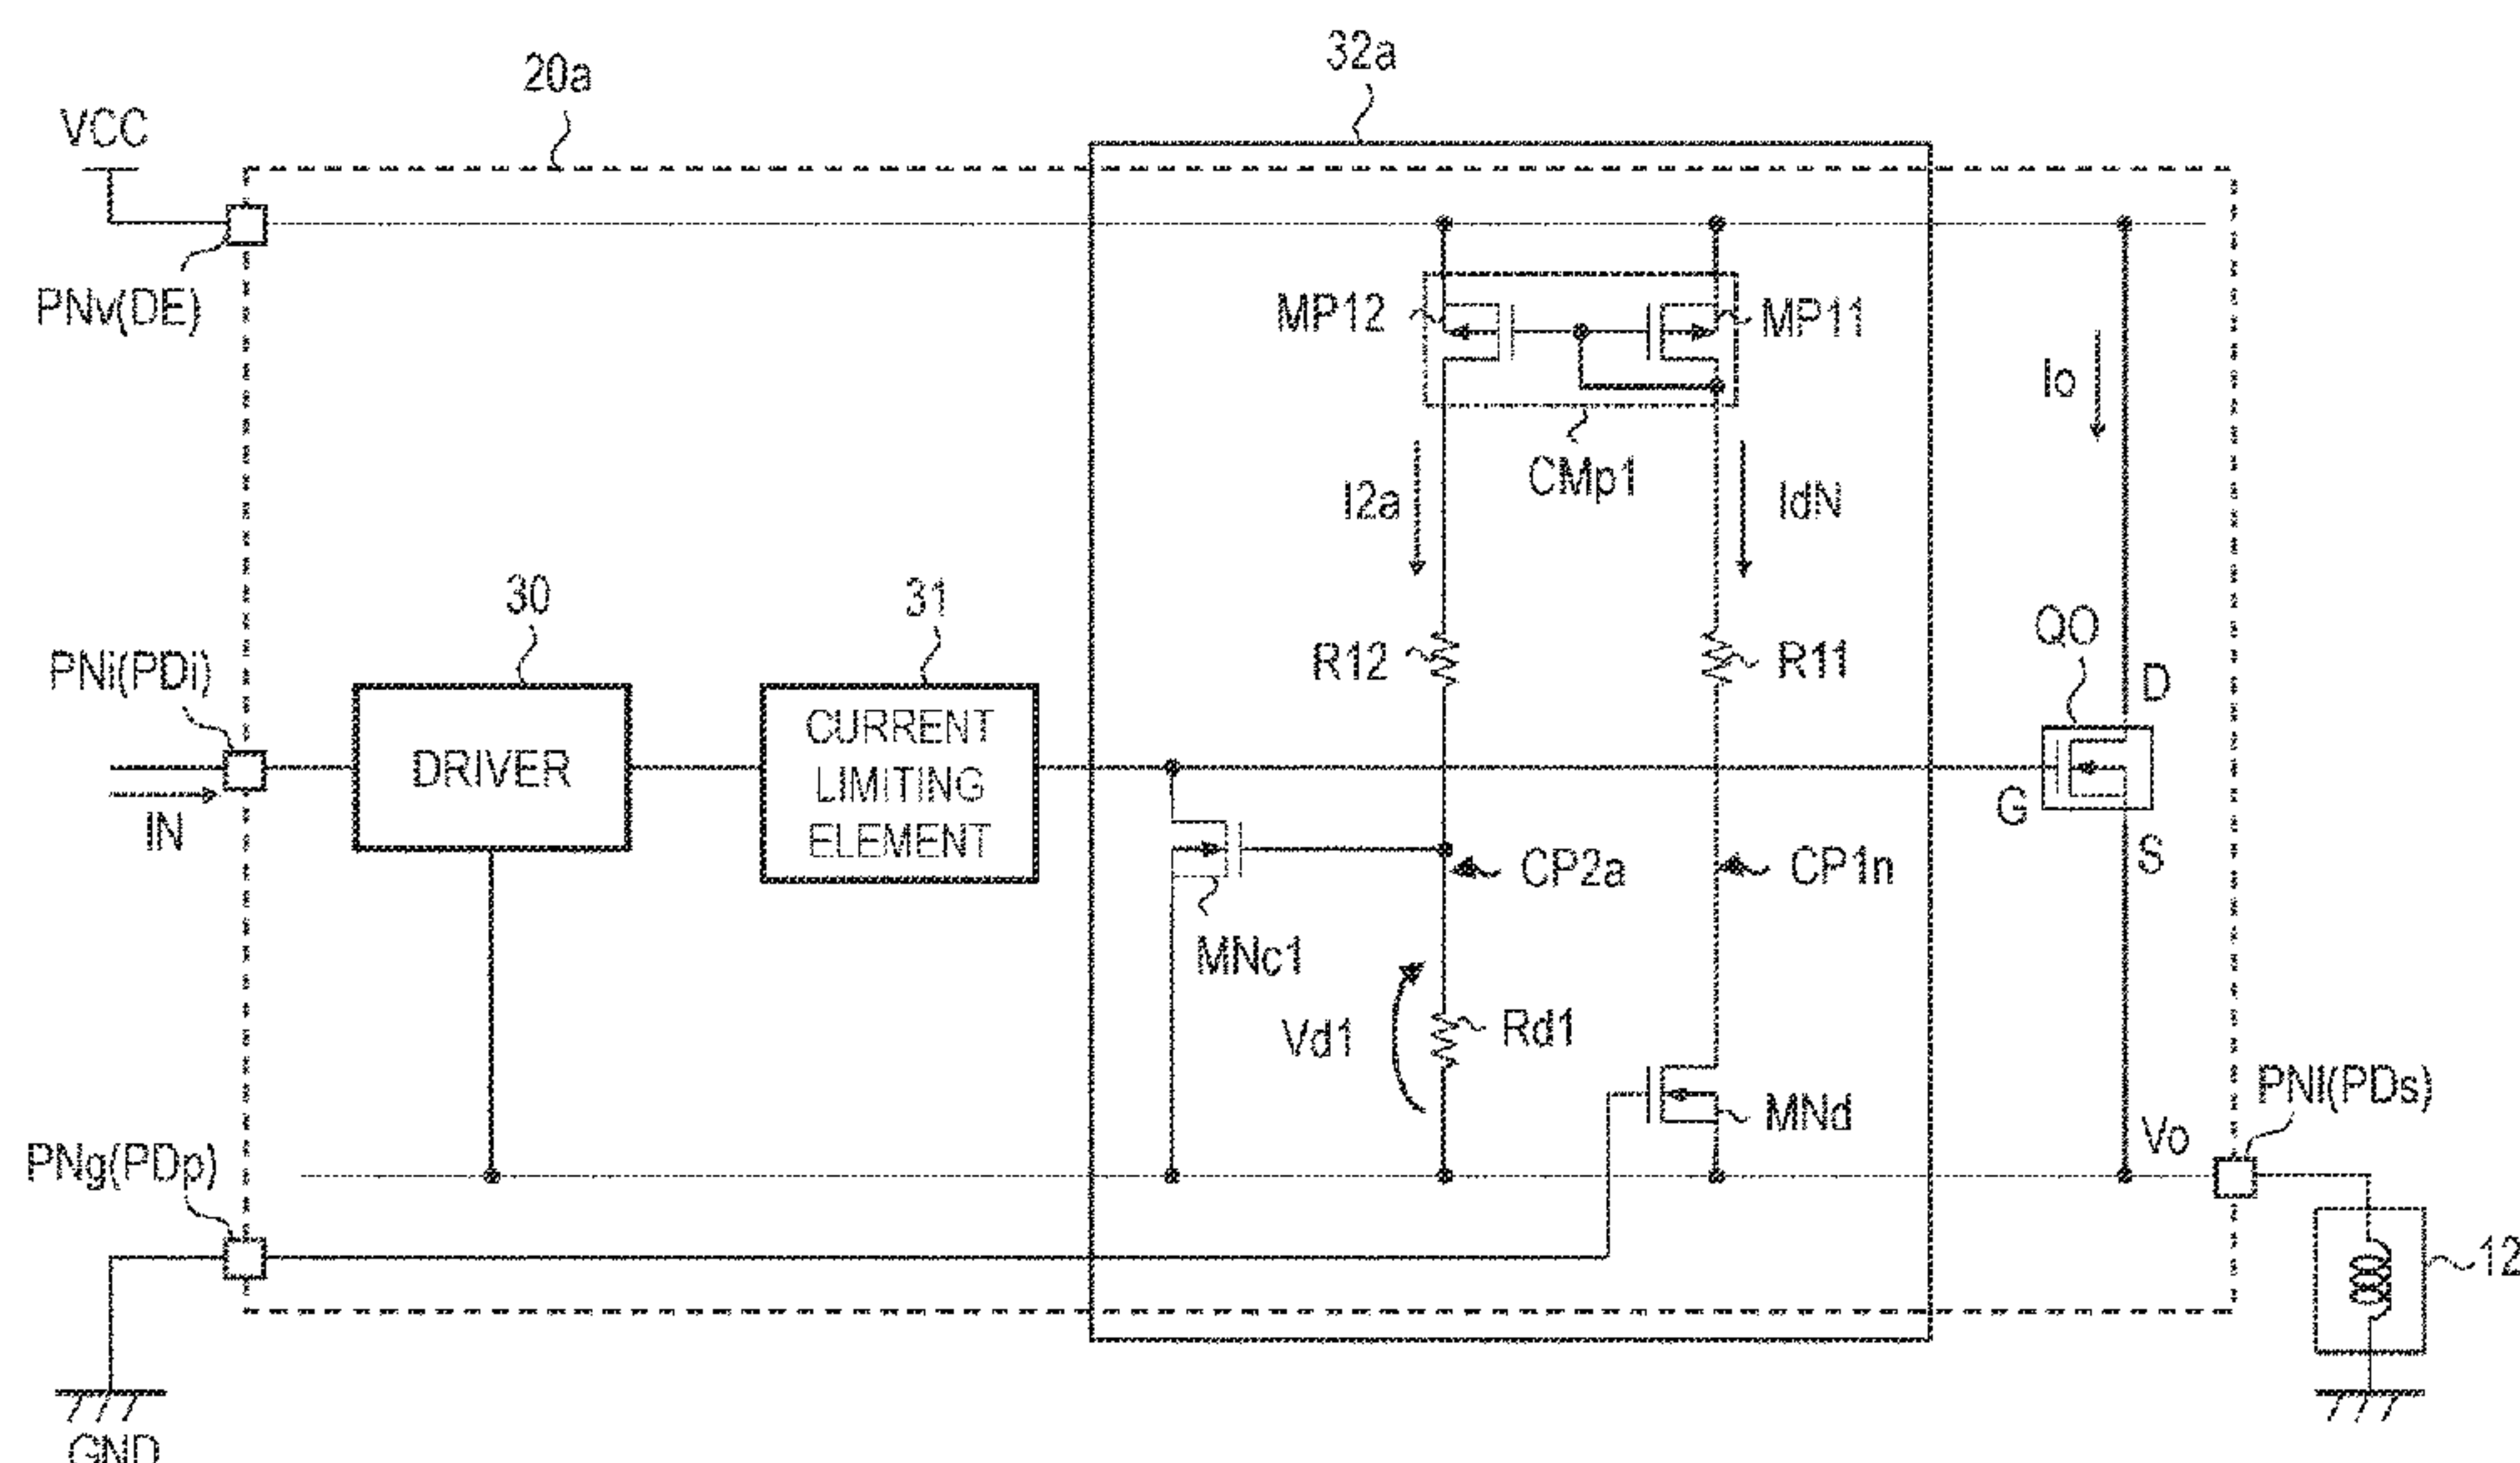 32a
20a
VCC
PNv(DE)
MP12
MP11
Io
CMp1
I2a
IdN
30
31
QO
PNi(PDi)
R12
R11
D
DRIVER
CURRENT
LIMITING
ELEMENT
IN
G
S
CP2a
CP1n
MNc1
Vd1
Rd1
MNd
PNl(PDs)
Vo
PNg(PDp)
12
GND